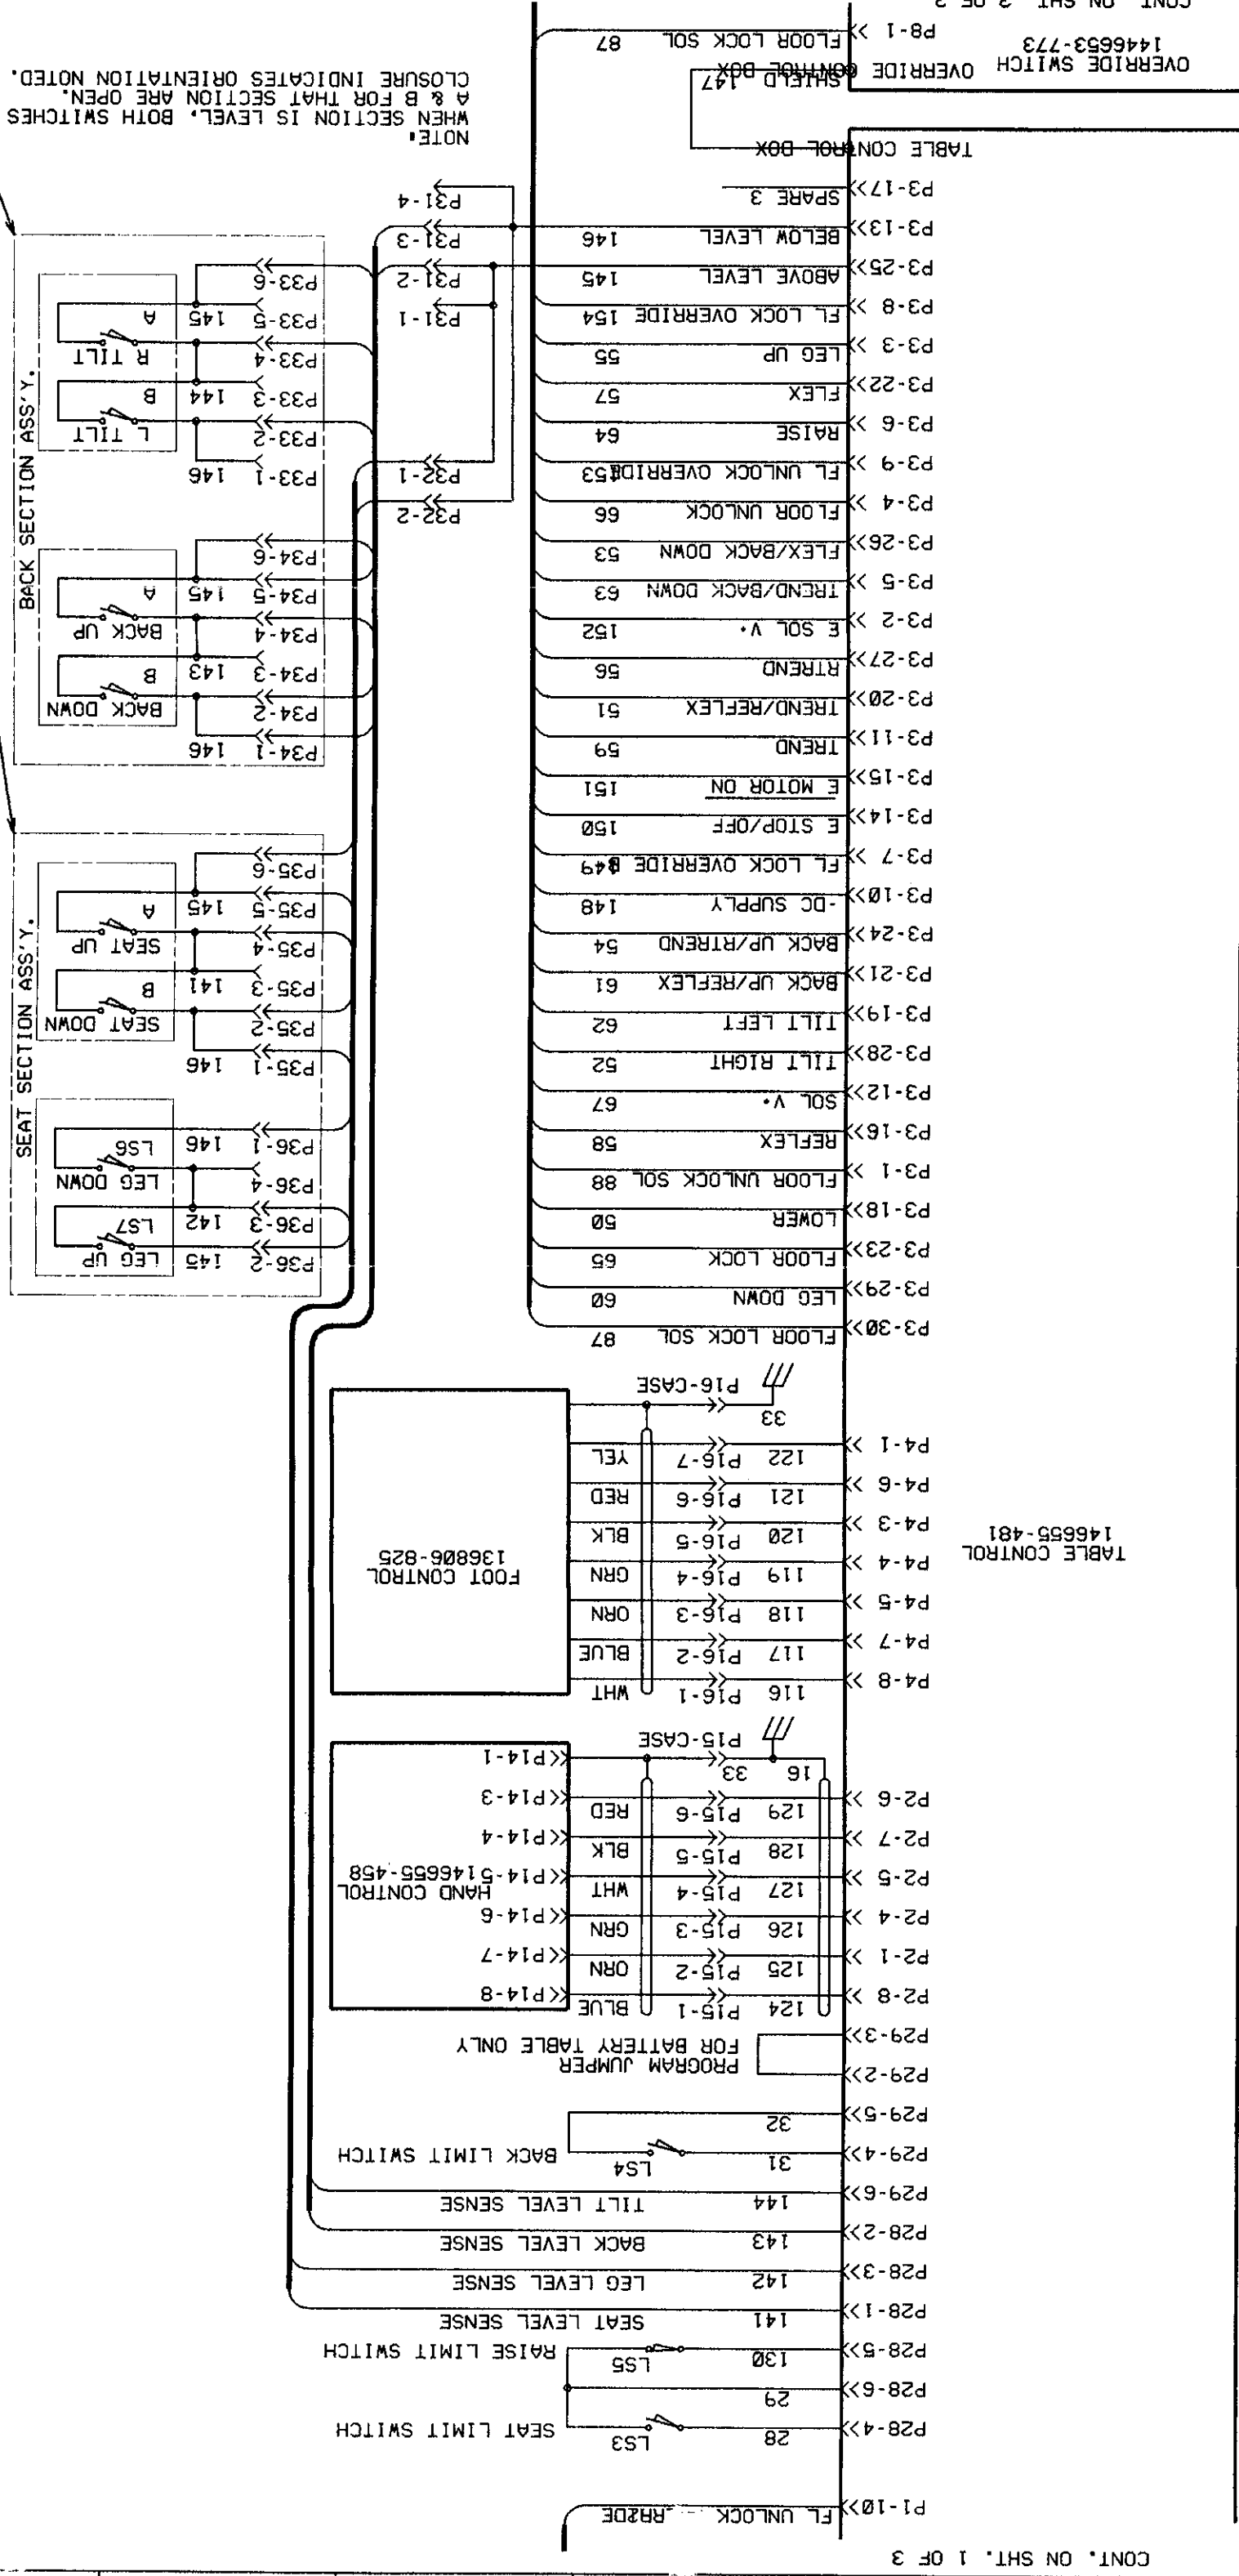 CONT. ON SHT. 1 OF 3
P1-10 FL UNLOCK
P28-4 28 LS3 SEAT LIMIT SWITCH
P28-6 29
P28-5 130 LS5 RAISE LIMIT SWITCH
P28-1 141 SEAT LEVEL SENSE
P28-3 142 LEG LEVEL SENSE
P28-2 143 BACK LEVEL SENSE
P29-6 144 TILT LEVEL SENSE
P29-4 31 LS4 BACK LIMIT SWITCH
P29-5 32
P29-2 PROGRAM JUMPER
P29-3 FOR BATTERY TABLE ONLY
P2-8 124 P15-1 BLUE P14-8
P2-1 125 P15-2 ORN P14-7
P2-4 126 P15-3 GRN P14-6
HAND CONTROL
P2-5 127 P15-4 WHT P14-5 146655-458
P2-7 128 P15-5 BLK P14-4
P2-6 129 P15-6 RED P14-3
16 33 P15-CASE P14-1
P4-8 116 P16-1 WHT
P4-7 117 P16-2 BLUE
P4-5 118 P16-3 ORN
P4-4 119 P16-4 GRN
P4-3 120 P16-5 BLK
P4-6 121 P16-6 RED
P4-1 122 P16-7 YEL
33 P16-CASE
FOOT CONTROL
136806-825
TABLE CONTROL
146655-481
P3-30 FLOOR LOCK SOL 87
P3-29 LEG DOWN 60
P3-23 FLOOR LOCK 65
P3-18 LOWER 50
P3-1 FLOOR UNLOCK SOL 88
P3-16 REFLEX 58
P3-12 SOL V. 67
P3-28 TILT RIGHT 52
P3-19 TILT LEFT 62
P3-21 BACK UP/REFLEX 61
P3-24 BACK UP/RTREND 54
P3-10 -DC SUPPLY 148
P3-7 FL LOCK OVERRIDE 149
P3-14 E STOP/OFF 150
P3-15 E MOTOR ON 151
P3-11 TREND 59
P3-20 TREND/REFLEX 51
P3-27 RTREND 56
P3-2 E SOL V. 152
P3-5 TREND/BACK DOWN 63
P3-26 FLEX/BACK DOWN 53
P3-4 FLOOR UNLOCK 66
P3-9 FL UNLOCK OVERRIDE 153
P3-6 RAISE 64
P3-22 FLEX 57
P3-3 LEG UP 55
P3-8 FL LOCK OVERRIDE 154
P3-25 ABOVE LEVEL 145
P3-13 BELOW LEVEL 146
P3-17 SPARE 3
TABLE CONTROL BOX
SHIELD 147
OVERRIDE CONTROL BOX
P8-1 FLOOR LOCK SOL 87
OVERRIDE SWITCH
146653-773
P32-2
P32-1
P31-1
P31-2
P31-3
P31-4
SEAT SECTION ASS'Y.
P36-2 145 LEG UP
P36-3 142 LS7
P36-4 LEG DOWN
P36-1 146 LS6
P35-1 146
P35-2 SEAT DOWN
P35-3 141 B
P35-4 SEAT UP
P35-5 145 A
P35-6
BACK SECTION ASS'Y.
P34-1 146
P34-2 BACK DOWN
P34-3 143 B
P34-4 BACK UP
P34-5 145 A
P34-6
P33-1 146
P33-2 L TILT
P33-3 144 B
P33-4 R TILT
P33-5 145 A
P33-6
NOTE:
WHEN SECTION IS LEVEL, BOTH SWITCHES
A & B FOR THAT SECTION ARE OPEN.
CLOSURE INDICATES ORIENTATION NOTED.